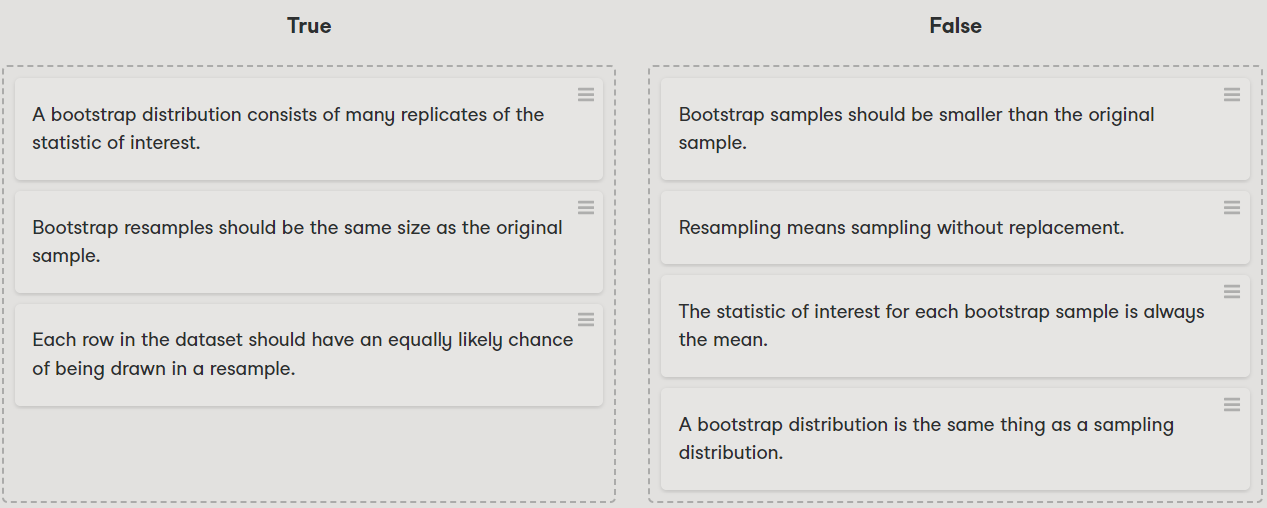 True
A bootstrap distribution consists of many replicates of the
statistic of interest.
Bootstrap resamples should be the same size as the original
sample.
Each row in the dataset should have an equally likely chance
of being drawn in a resample.
False
Bootstrap samples should be smaller than the original
sample.
Resampling means sampling without replacement.
The statistic of interest for each bootstrap sample is always
the mean.
A bootstrap distribution is the same thing as a sampling
distribution.